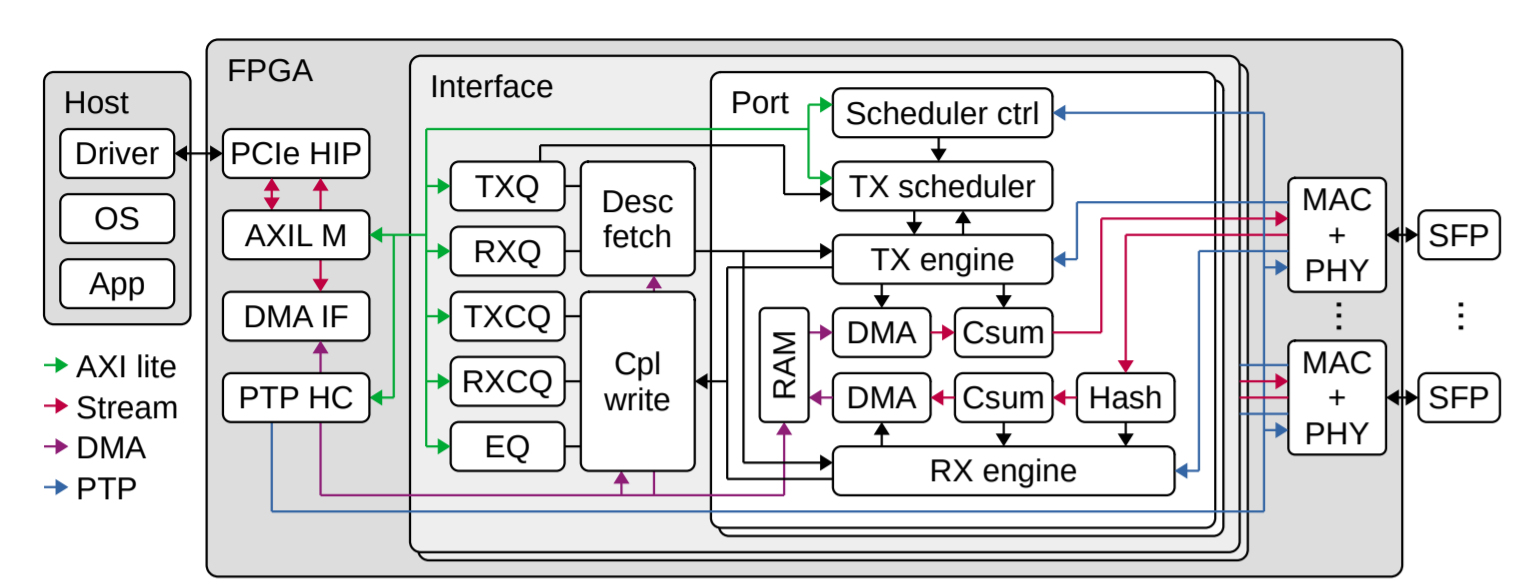 FPGA
Host
Driver
OS
App
PCIe HIP
AXIL M
DMA IF
PTP HC
AXI lite
Stream
DMA
PTP
Interface
TXQ
RXQ
TXCQ
RXCQ
EQ
Desc
fetch
Cpl
write
Port
Scheduler ctrl
TX scheduler
TX engine
RAM
DMA
Csum
DMA
Csum
Hash
RX engine
MAC
+
PHY
SFP
MAC
+
PHY
SFP